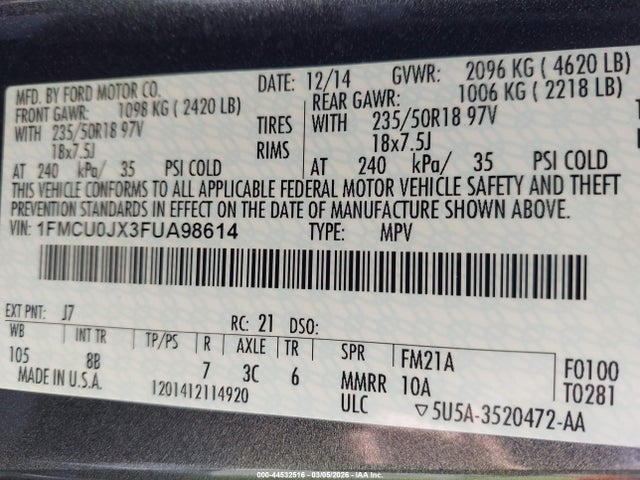 MFD. BY FORD MOTOR CO. DATE: 12/14 GVWR: 2096 KG ( 4620 LB)
FRONT GAWR: 1098 KG ( 2420 LB) REAR GAWR: 1006 KG ( 2218 LB)
WITH 235/50R18 97V TIRES WITH 235/50R18 97V
18x7.5J RIMS 18x7.5J
AT 240 kPa/ 35 PSI COLD AT 240 kPa/ 35 PSI COLD
THIS VEHICLE CONFORMS TO ALL APPLICABLE FEDERAL MOTOR VEHICLE SAFETY AND THEFT
PREVENTION STANDARDS IN EFFECT ON THE DATE OF MANUFACTURE SHOWN ABOVE.
VIN: 1FMCU0JX3FUA98614 TYPE: MPV
EXT PNT: J7 RC: 21 DSO:
WB INT TR TP/PS R AXLE TR SPR FM21A F0100
105 8B 7 3C 6 MMRR 10A T0281
MADE IN U.S.A. 1201412114920 ULC ▽5U5A-3520472-AA
000-44532516 - 03/05/2026 - IAA Inc.